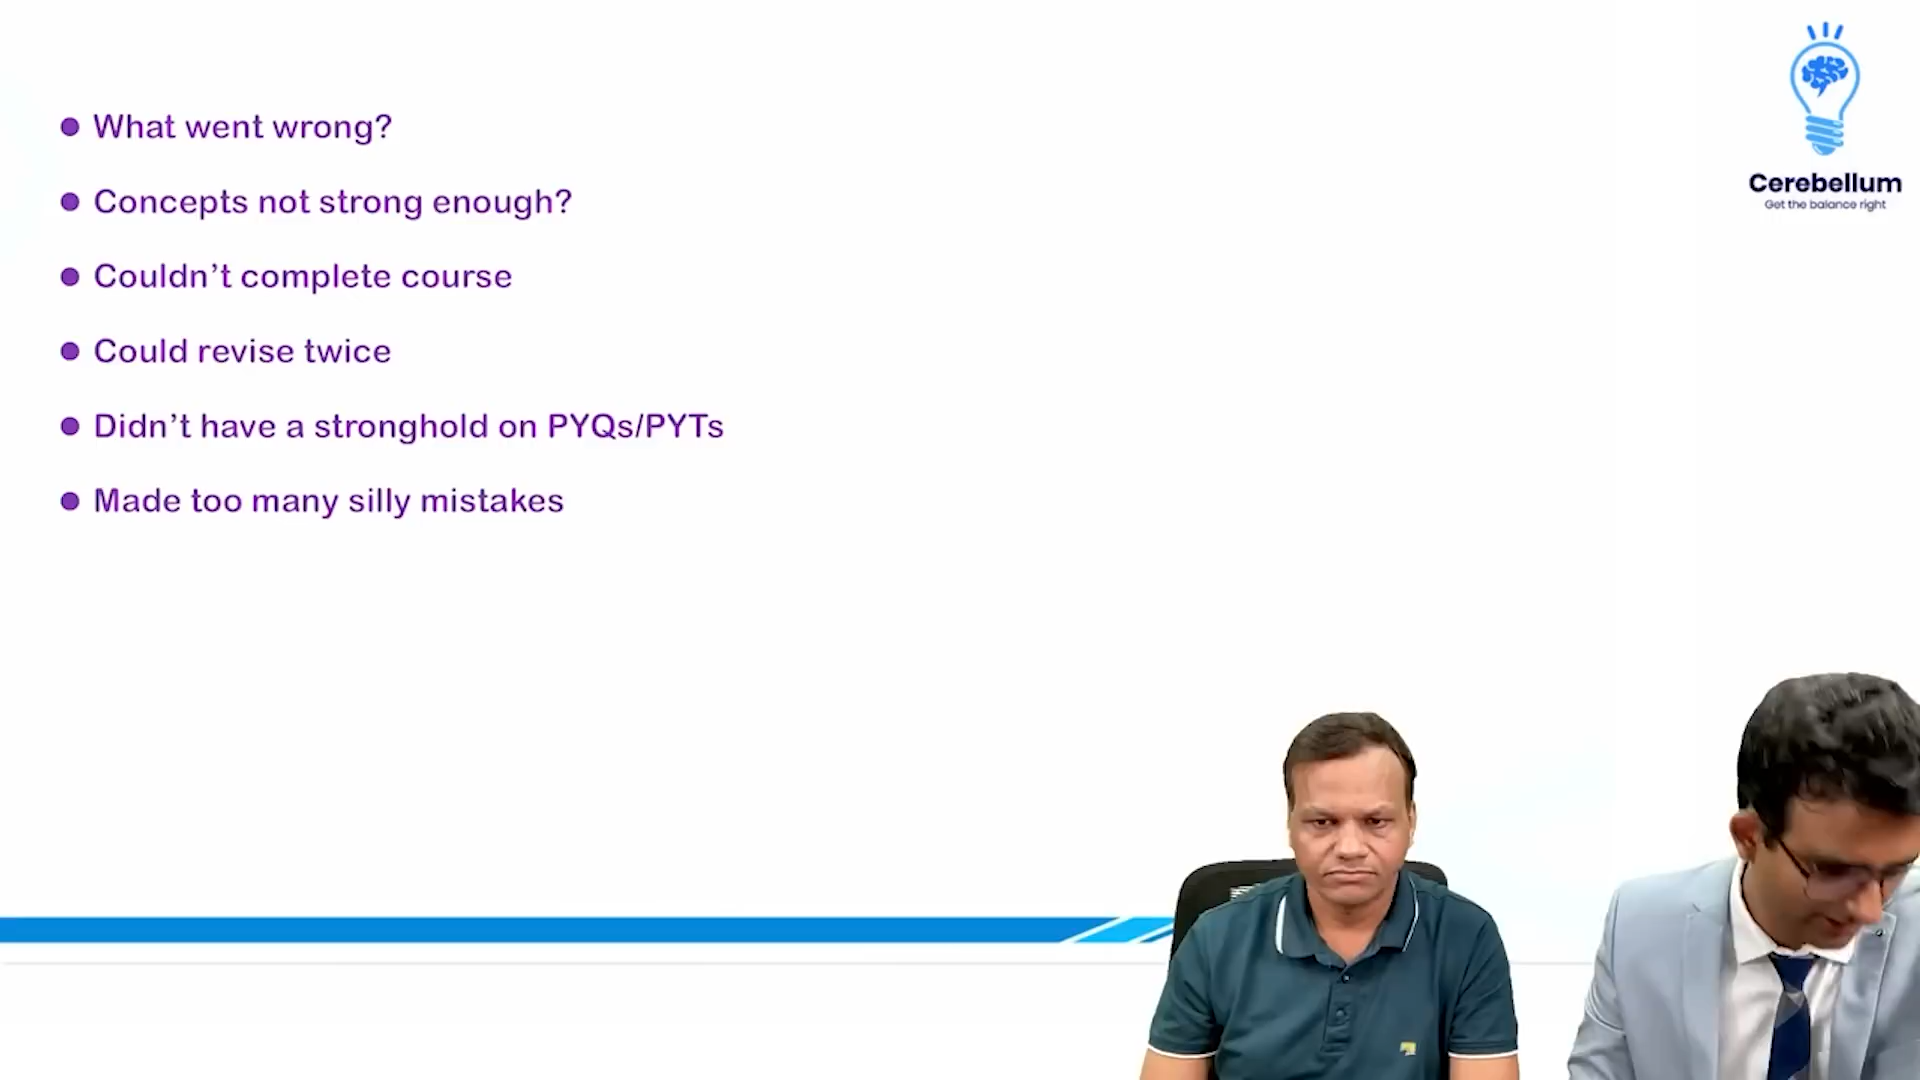 ● What went wrong?
● Concepts not strong enough?
● Couldn’t complete course
● Could revise twice
● Didn’t have a stronghold on PYQs/PYTs
● Made too many silly mistakes
Cerebellum
Get the balance right